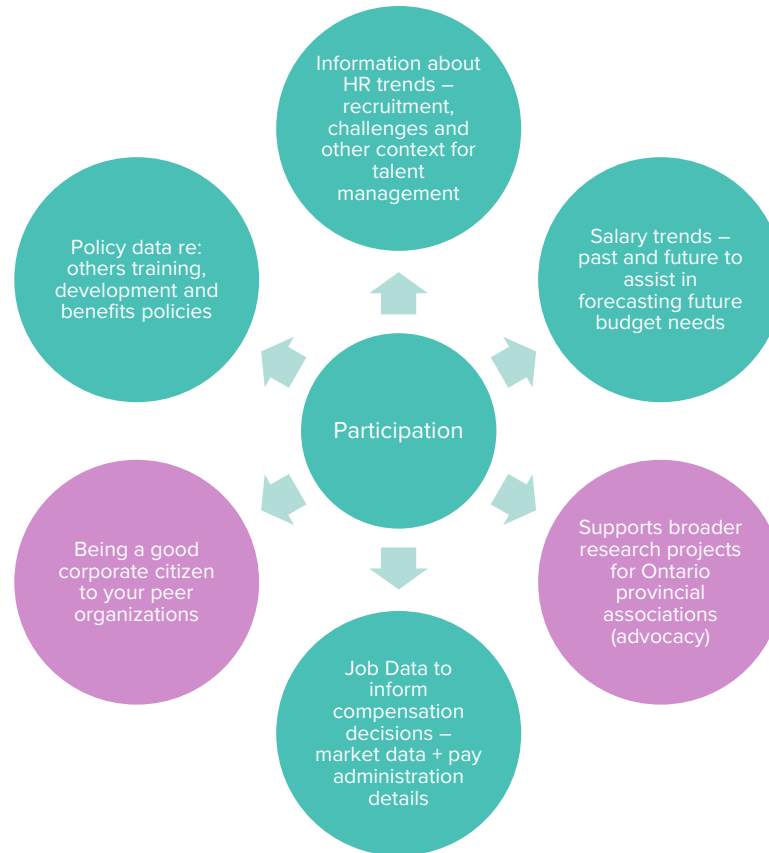 Information about
HR trends –
recruitment,
challenges and
other context for
talent
management
Policy data re:
others training,
development and
benefits policies
Salary trends –
past and future to
assist in
forecasting future
budget needs
Participation
Being a good
corporate citizen
to your peer
organizations
Supports broader
research projects
for Ontario
provincial
associations
(advocacy)
Job Data to
inform
compensation
decisions –
market data + pay
administration
details